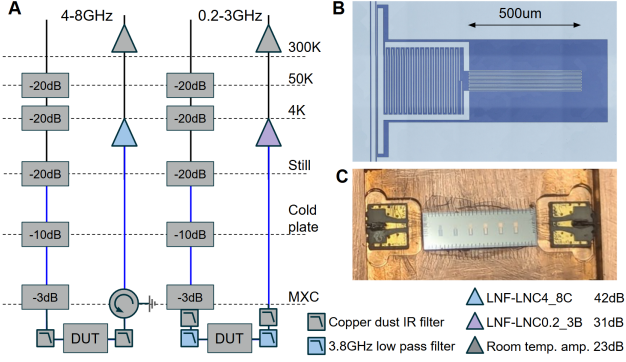 A
4-8GHz
0.2-3GHz
300K
-20dB
-20dB
50K
-20dB
-20dB
4K
-20dB
-20dB
Still
-10dB
-10dB
Cold
plate
-3dB
-3dB
MXC
DUT
DUT
B
500um
C
Copper dust IR filter
3.8GHz low pass filter
LNF-LNC4_8C 42dB
LNF-LNC0.2_3B 31dB
Room temp. amp. 23dB